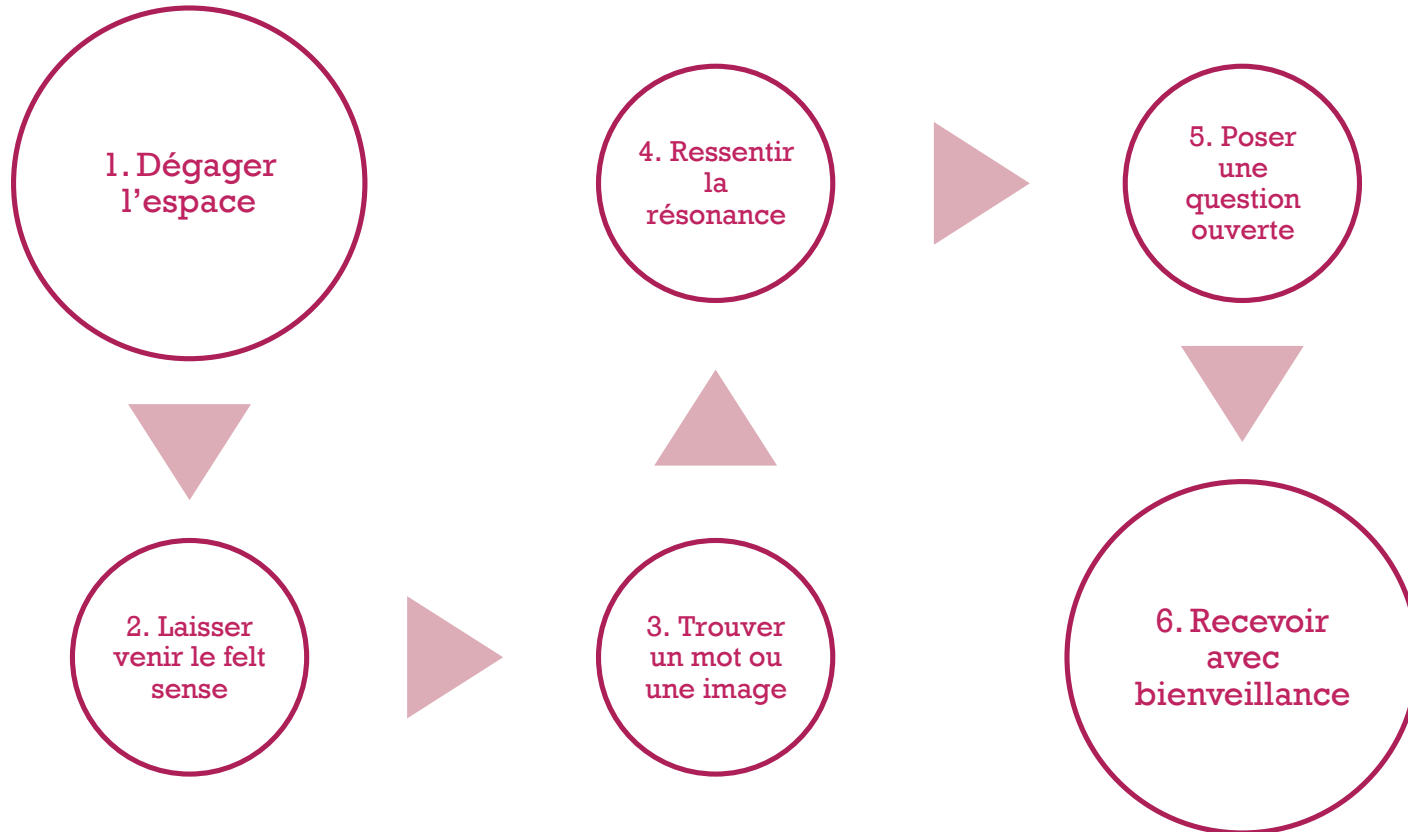 1. Dégager
l’espace
2. Laisser
venir le felt
sense
3. Trouver
un mot ou
une image
4. Ressentir
la
résonance
5. Poser
une
question
ouverte
6. Recevoir
avec
bienveillance